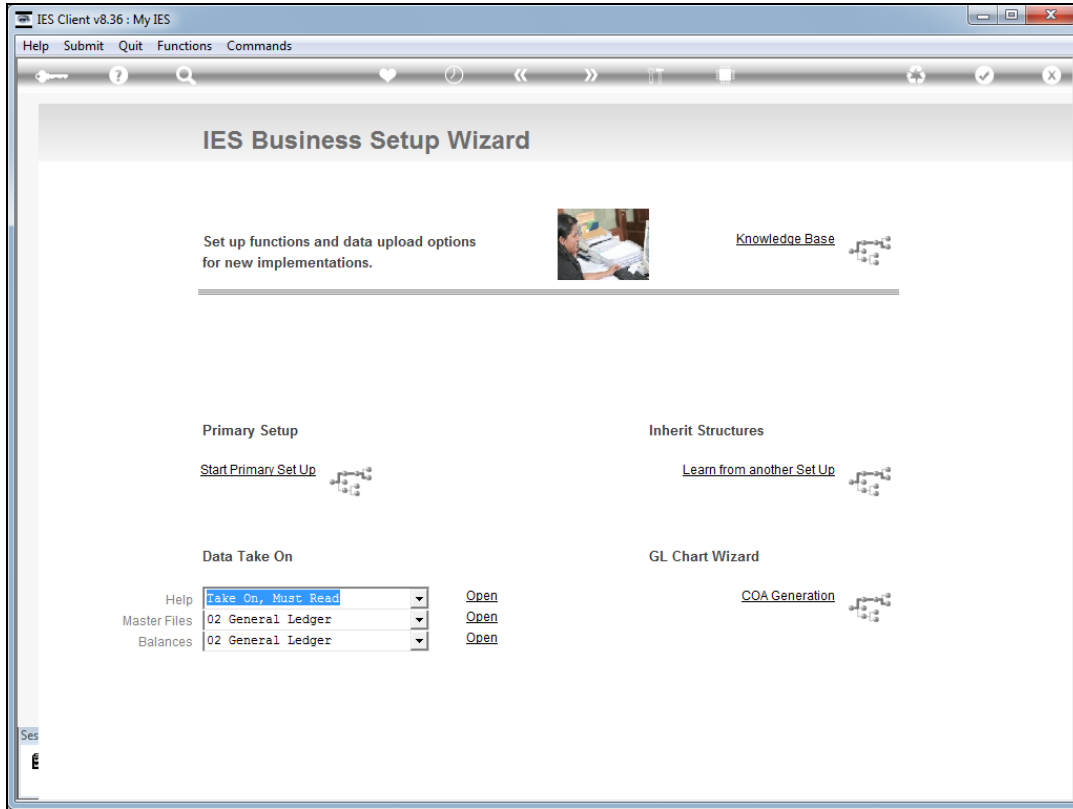 IES Client v8.36 : My IES
Help Submit Quit Functions Commands
IES Business Setup Wizard
Set up functions and data upload options
for new implementations.
Knowledge Base
Primary Setup
Inherit Structures
Start Primary Set Up
Learn from another Set Up
Data Take On
GL Chart Wizard
Help Take On, Must Read Open
COA Generation
Master Files 02 General Ledger Open
Balances 02 General Ledger Open
Ses